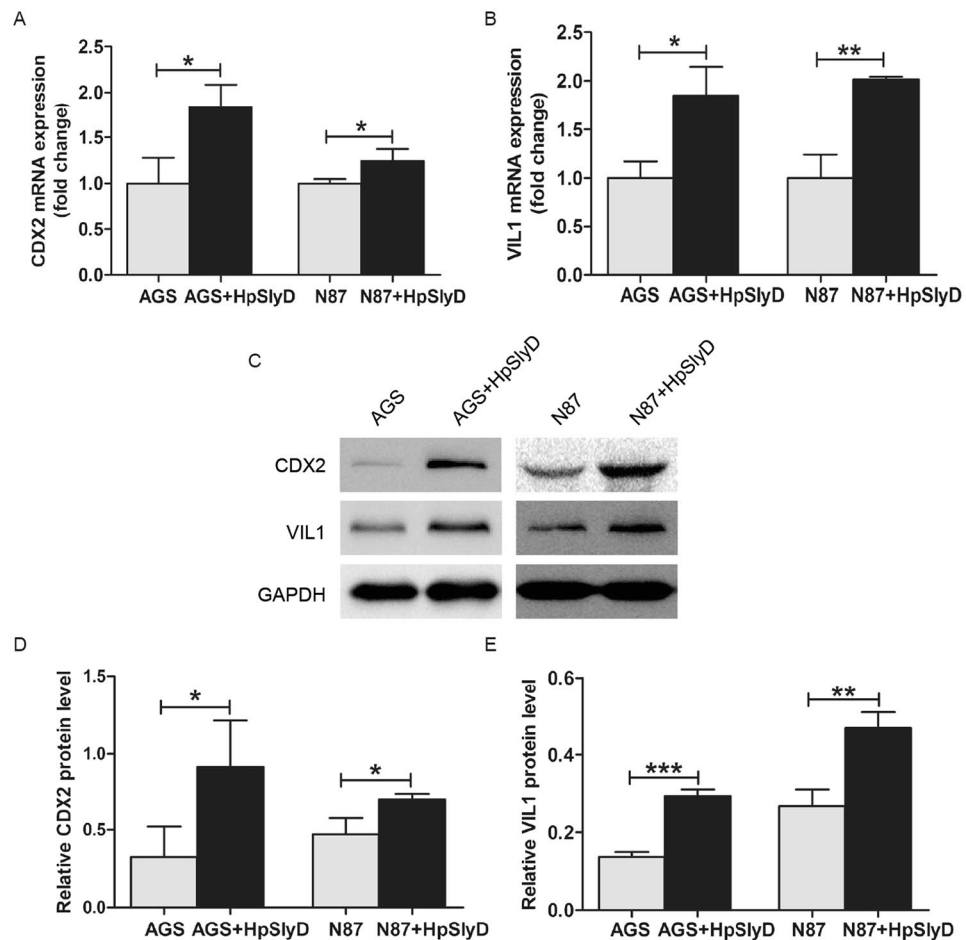 A
CDX2 mRNA expression
(fold change)
2.5
2.0
1.5
1.0
0.5
0.0
*
*
AGS
AGS+HpSlyD
N87
N87+HpSlyD
B
VIL1 mRNA expression
(fold change)
2.5
2.0
1.5
1.0
0.5
0.0
*
**
AGS
AGS+HpSlyD
N87
N87+HpSlyD
C
AGS
AGS+HpSlyD
N87
N87+HpSlyD
CDX2
VIL1
GAPDH
D
Relative CDX2 protein level
1.5
1.0
0.5
0.0
*
*
AGS
AGS+HpSlyD
N87
N87+HpSlyD
E
Relative VIL1 protein level
0.6
0.4
0.2
0.0
***
**
AGS
AGS+HpSlyD
N87
N87+HpSlyD